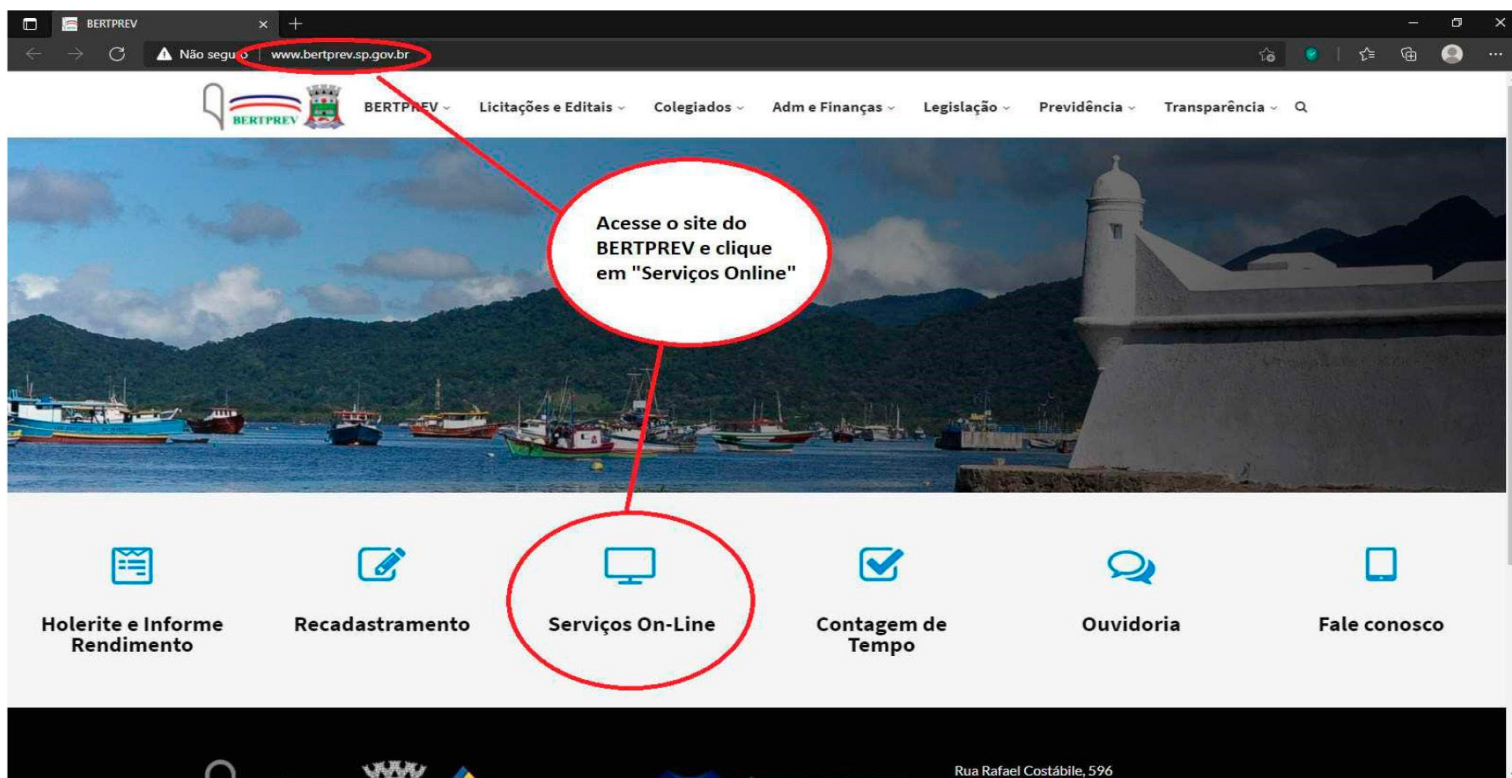 BERTPREV
Não seguro www.bertprev.sp.gov.br
BERTPREV
BERTPREV Licitações e Editais Colegiados Adm e Finanças Legislação Previdência Transparência
Acesse o site do
BERTPREV e clique
em "Serviços Online"
Holerite e Informe
Rendimento
Recadastramento
Serviços On-Line
Contagem de
Tempo
Ouvidoria
Fale conosco
Rua Rafael Costábile, 596